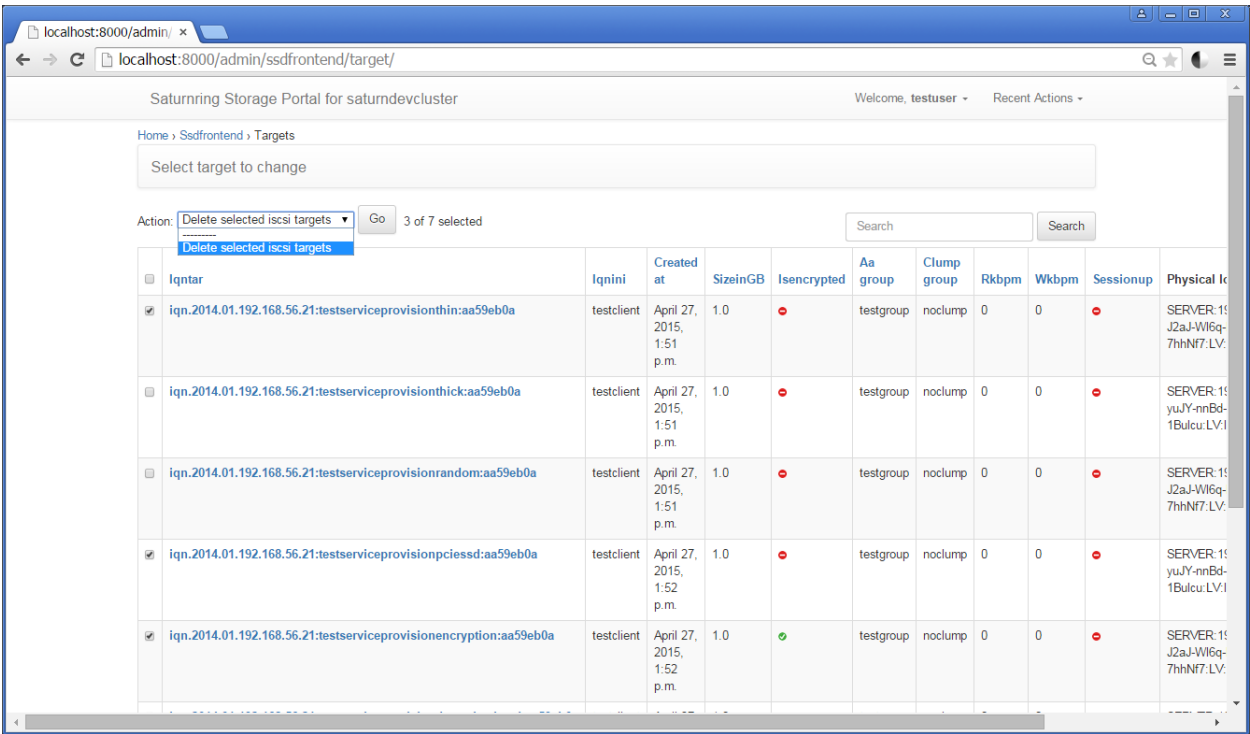 localhost:8000/admin/
localhost:8000/admin/ssdfrontend/target/
Saturnring Storage Portal for saturndevcluster
Welcome, testuser
Recent Actions
Home › Ssdfrontend › Targets
Select target to change
Action: Delete selected iscsi targets Go 3 of 7 selected
Search Search
---------
Delete selected iscsi targets
Iqntar Iqnini Created at SizeinGB Isencrypted Aa group Clump group Rkbpm Wkbpm Sessionup Physical
iqn.2014.01.192.168.56.21:testserviceprovisionthin:aa59eb0a testclient April 27, 2015, 1:51 p.m. 1.0 testgroup noclump 0 0 SERVER:19
J2aJ-Wl6q-
7hhNf7:LV:
iqn.2014.01.192.168.56.21:testserviceprovisionthick:aa59eb0a testclient April 27, 2015, 1:51 p.m. 1.0 testgroup noclump 0 0 SERVER:19
yuJY-nnBd-
1Bulcu:LV:
iqn.2014.01.192.168.56.21:testserviceprovisionrandom:aa59eb0a testclient April 27, 2015, 1:51 p.m. 1.0 testgroup noclump 0 0 SERVER:19
J2aJ-Wl6q-
7hhNf7:LV:
iqn.2014.01.192.168.56.21:testserviceprovisionpciessd:aa59eb0a testclient April 27, 2015, 1:52 p.m. 1.0 testgroup noclump 0 0 SERVER:19
yuJY-nnBd-
1Bulcu:LV:
iqn.2014.01.192.168.56.21:testserviceprovisionencryption:aa59eb0a testclient April 27, 2015, 1:52 p.m. 1.0 testgroup noclump 0 0 SERVER:19
J2aJ-Wl6q-
7hhNf7:LV: